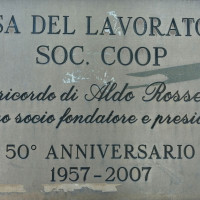 SA DEL LAVORATO
SOC. COOP
ricordo di Aldo Rosse
o socio fondatore e presi
50° ANNIVERSARIO
1957-2007